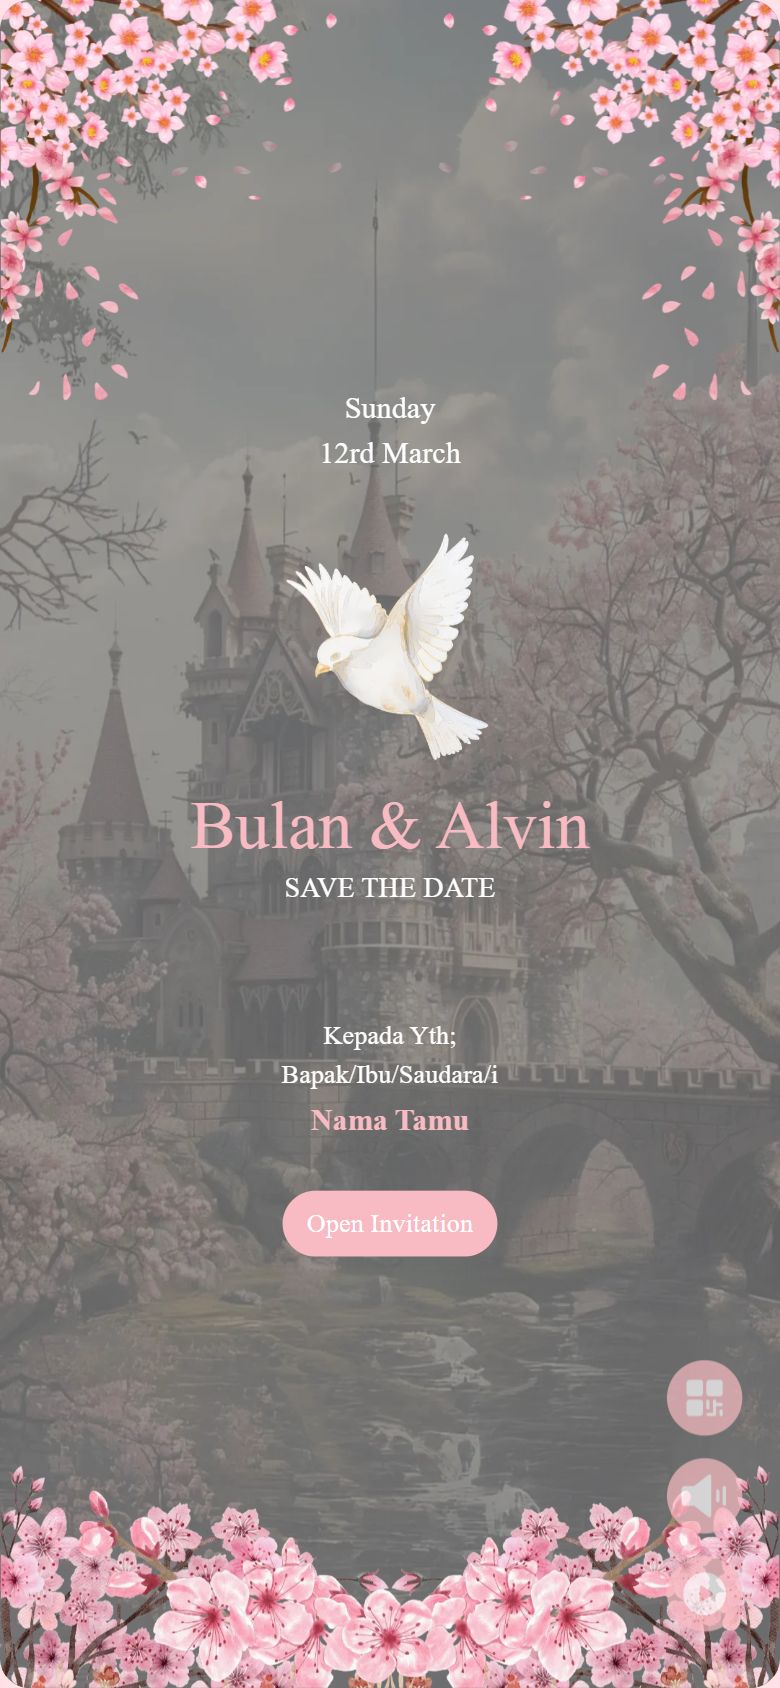 Sunday
12rd March
Bulan & Alvin
SAVE THE DATE
Kepada Yth;
Bapak/Ibu/Saudara/i
Nama Tamu
Open Invitation